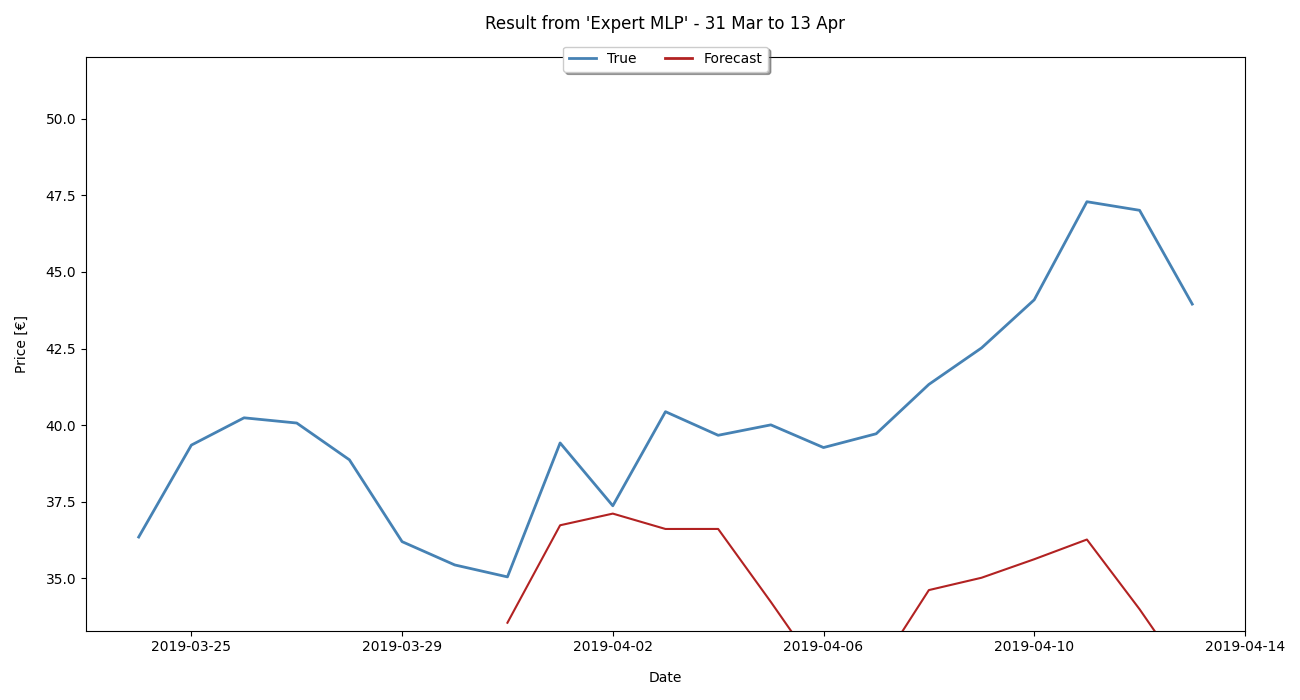 Result from 'Expert MLP' - 31 Mar to 13 Apr
True Forecast
50.0
47.5
45.0
42.5
40.0
37.5
35.0
Price [€]
2019-03-25 2019-03-29 2019-04-02 2019-04-06 2019-04-10 2019-04-14
Date